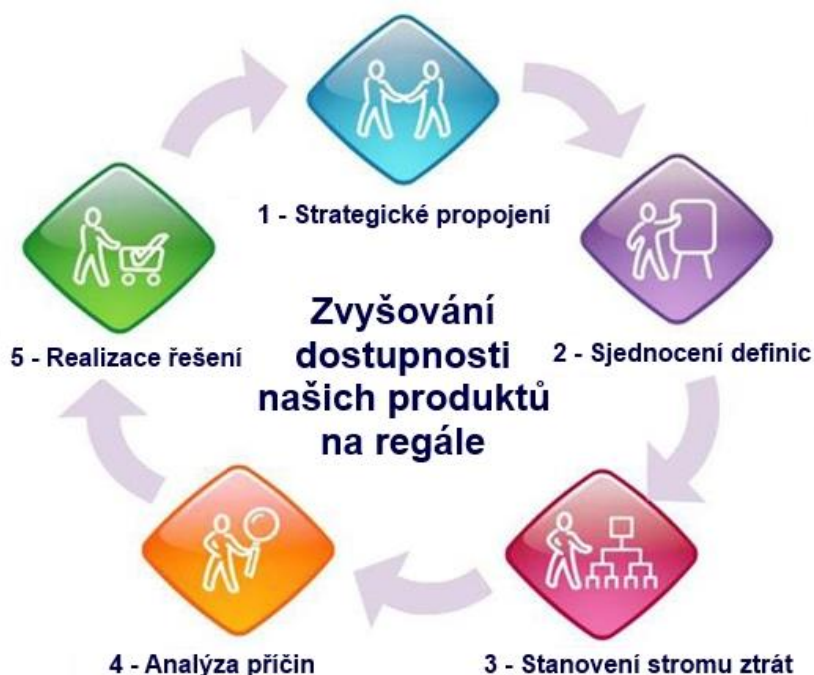 1 - Strategické propojení
2 - Sjednocení definic
3 - Stanovení stromu ztrát
4 - Analýza příčin
5 - Realizace řešení
Zvyšování
dostupnosti
našich produktů
na regále